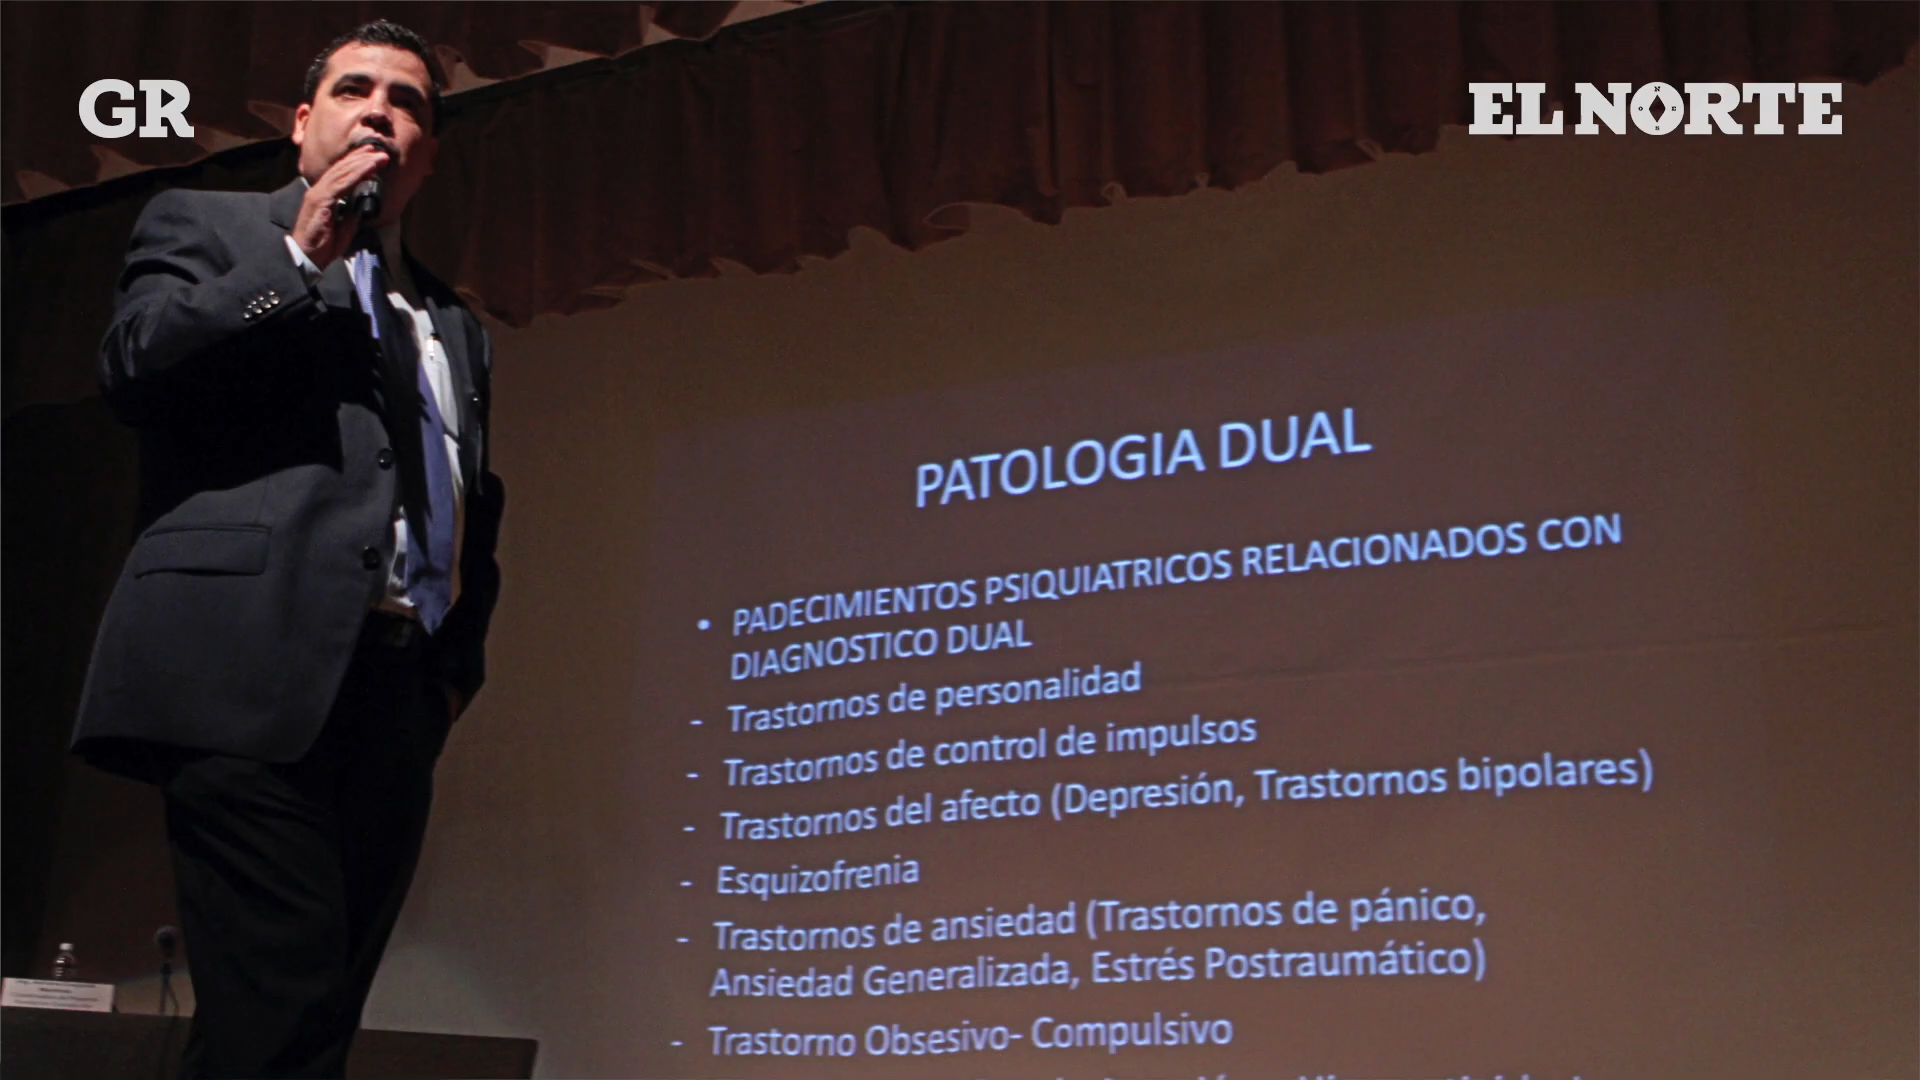 GR
EL NORTE
PATOLOGIA DUAL
• PADECIMIENTOS PSIQUIATRICOS RELACIONADOS CON
DIAGNOSTICO DUAL
- Trastornos de personalidad
- Trastornos de control de impulsos
- Trastornos del afecto (Depresión, Trastornos bipolares)
- Esquizofrenia
- Trastornos de ansiedad (Trastornos de pánico,
Ansiedad Generalizada, Estrés Postraumático)
- Trastorno Obsesivo- Compulsivo